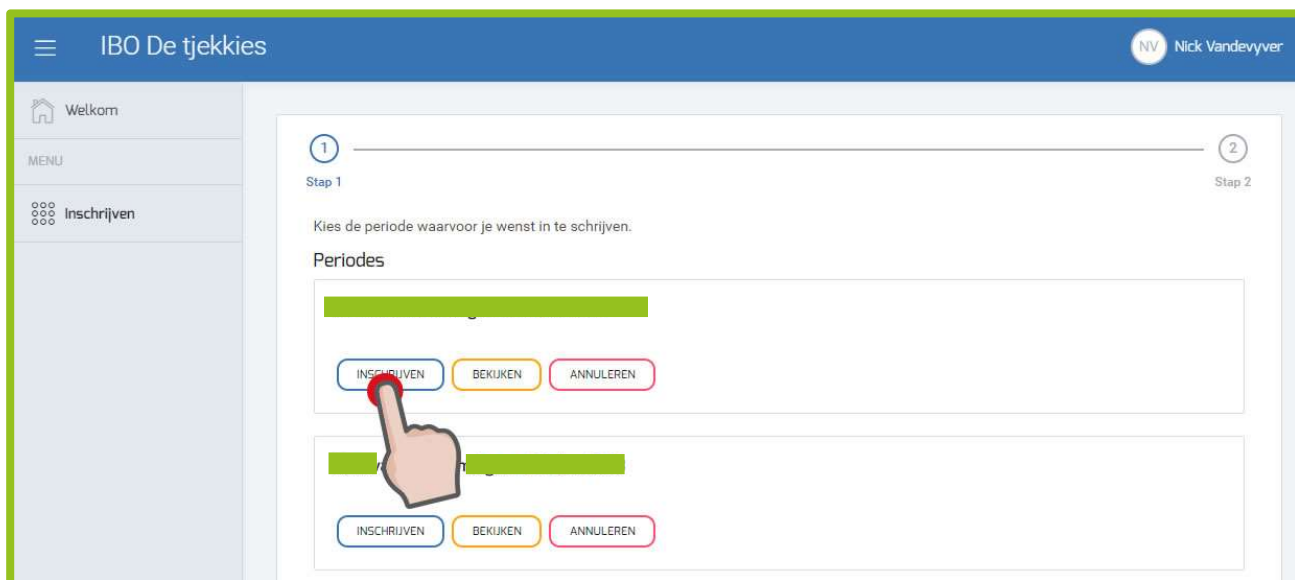 IBO De tjekkies
NV Nick Vandevyver
Welkom
MENU
Inschrijven
1
2
Stap 1
Stap 2
Kies de periode waarvoor je wenst in te schrijven.
Periodes
INSCHRIJVEN BEKIJKEN ANNULEREN
INSCHRIJVEN BEKIJKEN ANNULEREN